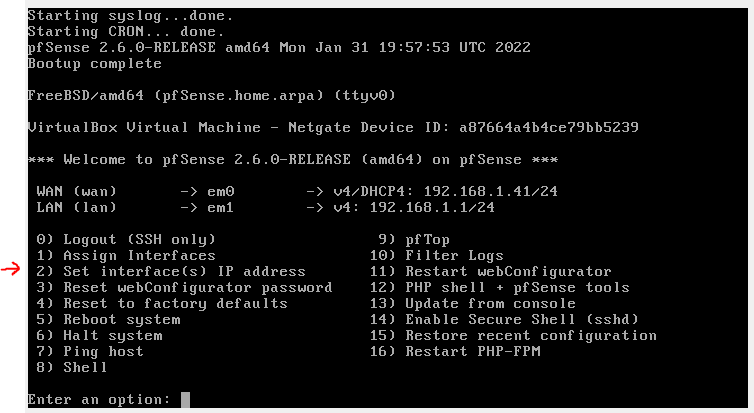 Starting syslog...done.
Starting CRON... done.
pfSense 2.6.0-RELEASE amd64 Mon Jan 31 19:57:53 UTC 2022
Bootup complete

FreeBSD/amd64 (pfSense.home.arpa) (ttyv0)

VirtualBox Virtual Machine - Netgate Device ID: a87664a4b4ce79bb5239

*** Welcome to pfSense 2.6.0-RELEASE (amd64) on pfSense ***

 WAN (wan)       -> em0        -> v4/DHCP4: 192.168.1.41/24
 LAN (lan)       -> em1        -> v4: 192.168.1.1/24

 0) Logout (SSH only)                  9) pfTop
 1) Assign Interfaces                 10) Filter Logs
 2) Set interface(s) IP address       11) Restart webConfigurator
 3) Reset webConfigurator password    12) PHP shell + pfSense tools
 4) Reset to factory defaults         13) Update from console
 5) Reboot system                     14) Enable Secure Shell (sshd)
 6) Halt system                       15) Restore recent configuration
 7) Ping host                         16) Restart PHP-FPM
 8) Shell

Enter an option: